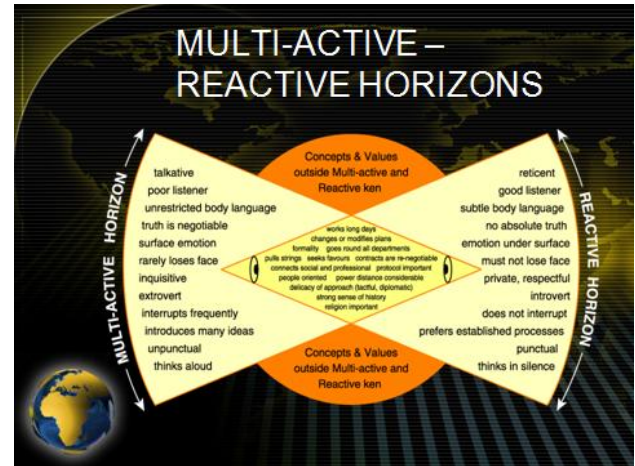 MULTI-ACTIVE –
REACTIVE HORIZONS
Concepts & Values
outside Multi-active and
Reactive ken
MULTI-ACTIVE HORIZON
talkative
poor listener
unrestricted body language
truth is negotiable
surface emotion
rarely loses face
inquisitive
extrovert
interrupts frequently
introduces many ideas
unpunctual
thinks aloud
works long days
changes or modifies plans
formality goes round all departments
pulls strings seeks favours contracts are re-negotiable
connects social and professional protocol important
people oriented power distance considerable
delicacy of approach (tactful, diplomatic)
strong sense of history
religion important
reticent
good listener
subtle body language
no absolute truth
emotion under surface
must not lose face
private, respectful
introvert
does not interrupt
prefers established processes
punctual
thinks in silence
REACTIVE HORIZON
Concepts & Values
outside Multi-active and
Reactive ken